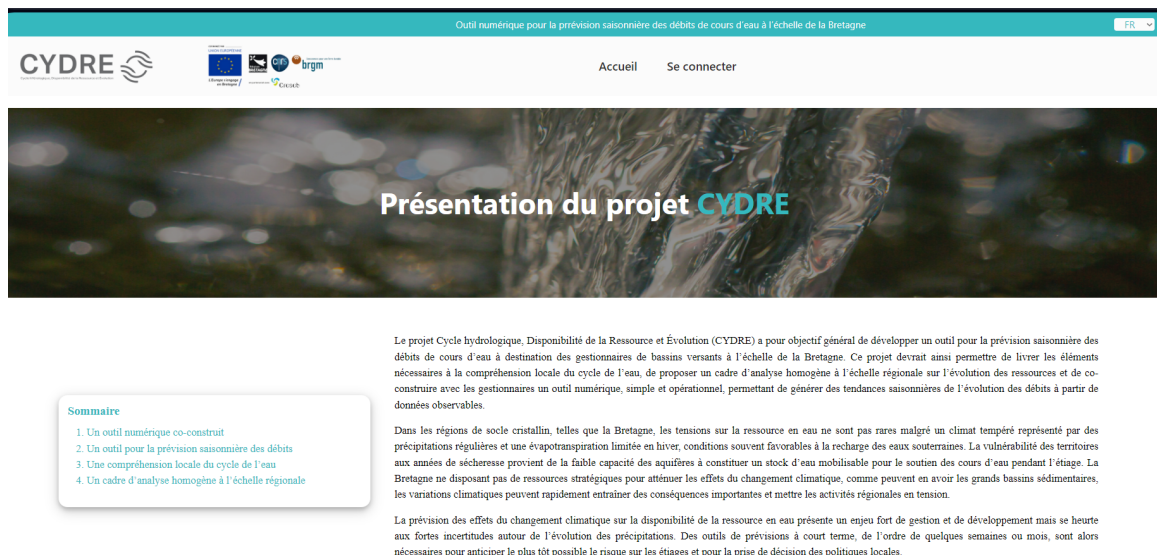 Outil numérique pour la prrévision saisonnière des débits de cours d'eau à l'échelle de la Bretagne
FR
CYDRE
UNION EUROPÉENNE
L'Europe s'engage en Bretagne
cnrs
brgm
Creseb
Accueil
Se connecter
Présentation du projet CYDRE
Sommaire
1. Un outil numérique co-construit
2. Un outil pour la prévision saisonnière des débits
3. Une compréhension locale du cycle de l'eau
4. Un cadre d'analyse homogène à l'échelle régionale
Le projet Cycle hydrologique, Disponibilité de la Ressource et Évolution (CYDRE) a pour objectif général de développer un outil pour la prévision saisonnière des
débits de cours d'eau à destination des gestionnaires de bassins versants à l'échelle de la Bretagne. Ce projet devrait ainsi permettre de livrer les éléments
nécessaires à la compréhension locale du cycle de l'eau, de proposer un cadre d'analyse homogène à l'échelle régionale sur l'évolution des ressources et de co-
construire avec les gestionnaires un outil numérique, simple et opérationnel, permettant de générer des tendances saisonnières de l'évolution des débits à partir de
données observables.
Dans les régions de socle cristallin, telles que la Bretagne, les tensions sur la ressource en eau ne sont pas rares malgré un climat tempéré représenté par des
précipitations régulières et une évapotranspiration limitée en hiver, conditions souvent favorables à la recharge des eaux souterraines. La vulnérabilité des territoires
aux années de sécheresse provient de la faible capacité des aquifères à constituer un stock d'eau mobilisable pour le soutien des cours d'eau pendant l'étiage. La
Bretagne ne disposant pas de ressources stratégiques pour atténuer les effets du changement climatique, comme peuvent en avoir les grands bassins sédimentaires,
les variations climatiques peuvent rapidement entraîner des conséquences importantes et mettre les activités régionales en tension.
La prévision des effets du changement climatique sur la disponibilité de la ressource en eau présente un enjeu fort de gestion et de développement mais se heurte
aux fortes incertitudes autour de l'évolution des précipitations. Des outils de prévisions à court terme, de l'ordre de quelques semaines ou mois, sont alors
nécessaires pour anticiper le plus tôt possible le risque sur les étiages et pour la prise de décision des politiques locales.